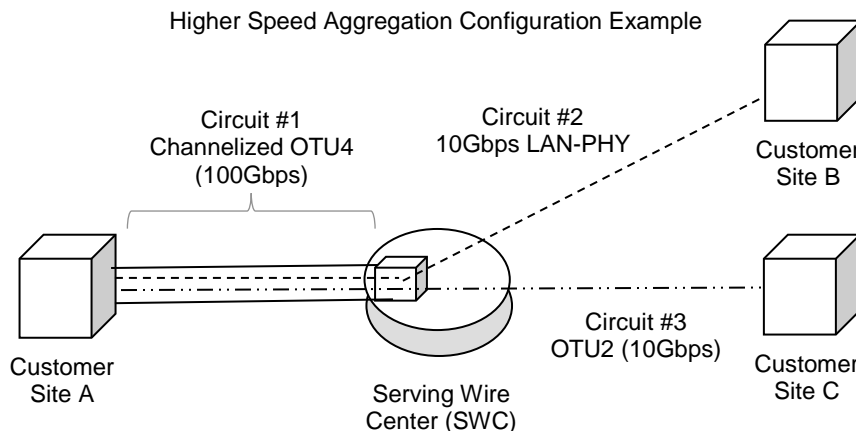 Higher Speed Aggregation Configuration Example
Circuit #1
Channelized OTU4
(100Gbps)
Circuit #2
10Gbps LAN-PHY
Customer
Site B
Customer
Site A
Serving Wire
Center (SWC)
Circuit #3
OTU2 (10Gbps)
Customer
Site C